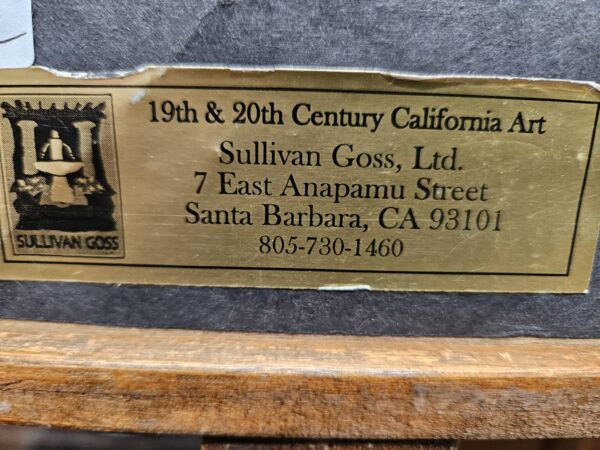 19th & 20th Century California Art
Sullivan Goss, Ltd.
7 East Anapamu Street
Santa Barbara, CA 93101
805-730-1460
SULLIVAN GOSS